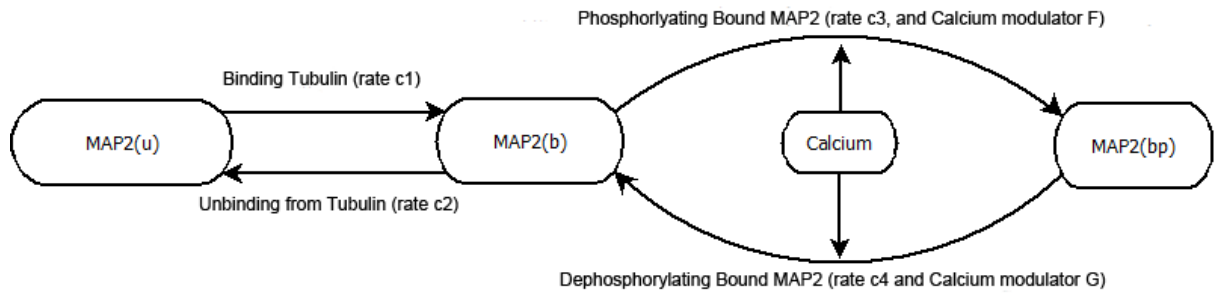 Phosphorlyating Bound MAP2 (rate c3, and Calcium modulator F)
Binding Tubulin (rate c1)
MAP2(u)
MAP2(b)
Calcium
MAP2(bp)
Unbinding from Tubulin (rate c2)
Dephosphorylating Bound MAP2 (rate c4 and Calcium modulator G)